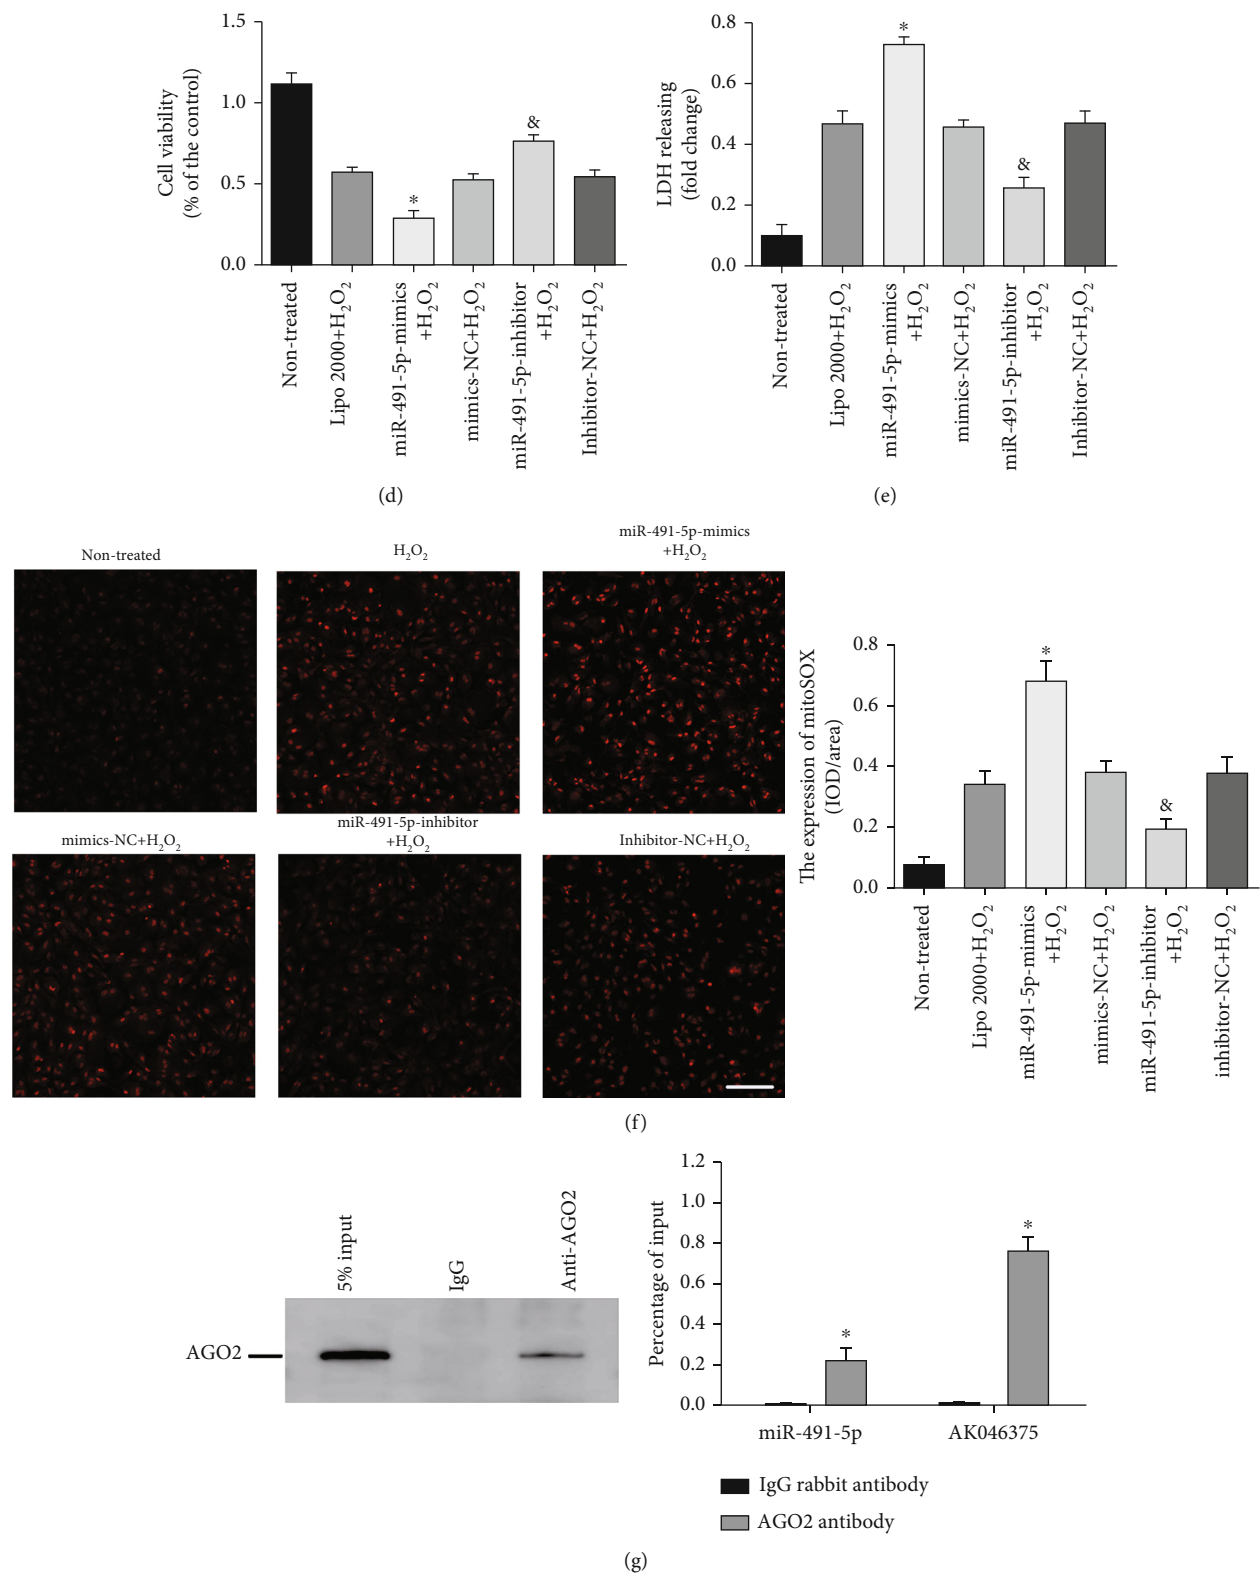 1.5
1.0
0.5
0.0
Cell viability
(% of the control)
*
&
Non-treated
Lipo 2000+H₂O₂
miR-491-5p-mimics
+H₂O₂
mimics-NC+H₂O₂
miR-491-5p-inhibitor
+H₂O₂
Inhibitor-NC+H₂O₂
(d)
0.8
0.6
0.4
0.2
0.0
LDH releasing
(fold change)
*
&
Non-treated
Lipo 2000+H₂O₂
miR-491-5p-mimics
+H₂O₂
mimics-NC+H₂O₂
miR-491-5p-inhibitor
+H₂O₂
Inhibitor-NC+H₂O₂
(e)
Non-treated
H₂O₂
miR-491-5p-mimics
+H₂O₂
mimics-NC+H₂O₂
miR-491-5p-inhibitor
+H₂O₂
Inhibitor-NC+H₂O₂
0.8
0.6
0.4
0.2
0.0
The expression of mitoSOX
(IOD/area)
*
&
Non-treated
Lipo 2000+H₂O₂
miR-491-5p-mimics
+H₂O₂
mimics-NC+H₂O₂
miR-491-5p-inhibitor
+H₂O₂
inhibitor-NC+H₂O₂
(f)
5% input
IgG
Anti-AGO2
AGO2
1.2
1.0
0.8
0.6
0.4
0.2
0.0
Percentage of input
*
*
miR-491-5p
AK046375
IgG rabbit antibody
AGO2 antibody
(g)